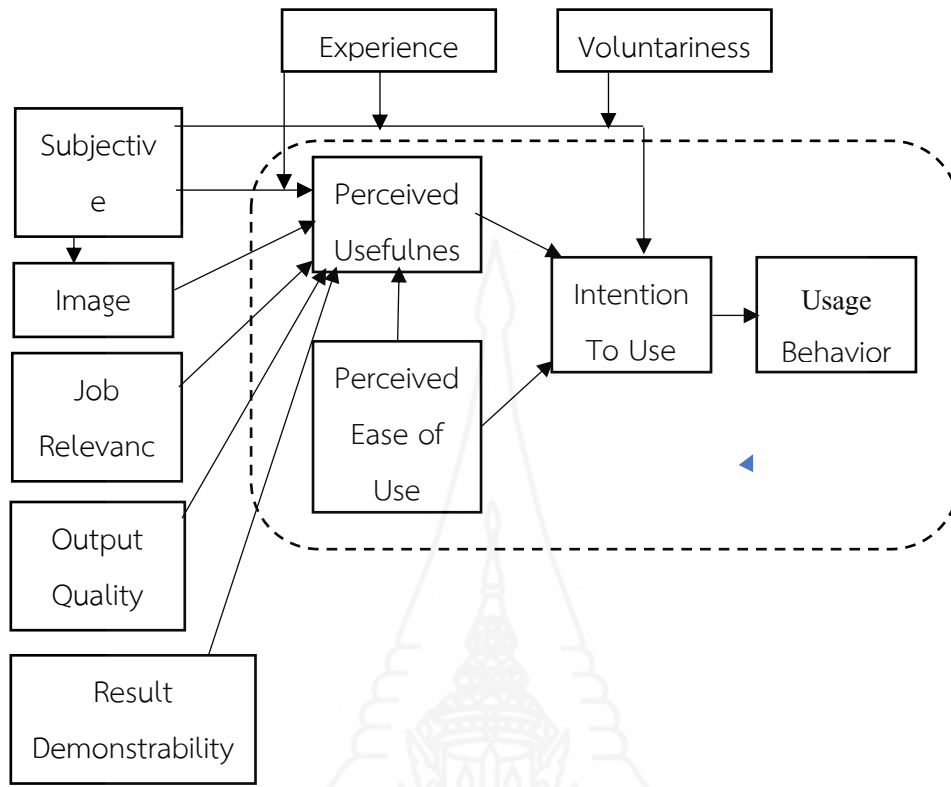 Experience
Voluntariness
Subjectiv
e
Perceived
Usefulnes
Image
Intention
To Use
Usage
Behavior
Job
Relevanc
Perceived
Ease of
Use
Output
Quality
Result
Demonstrability